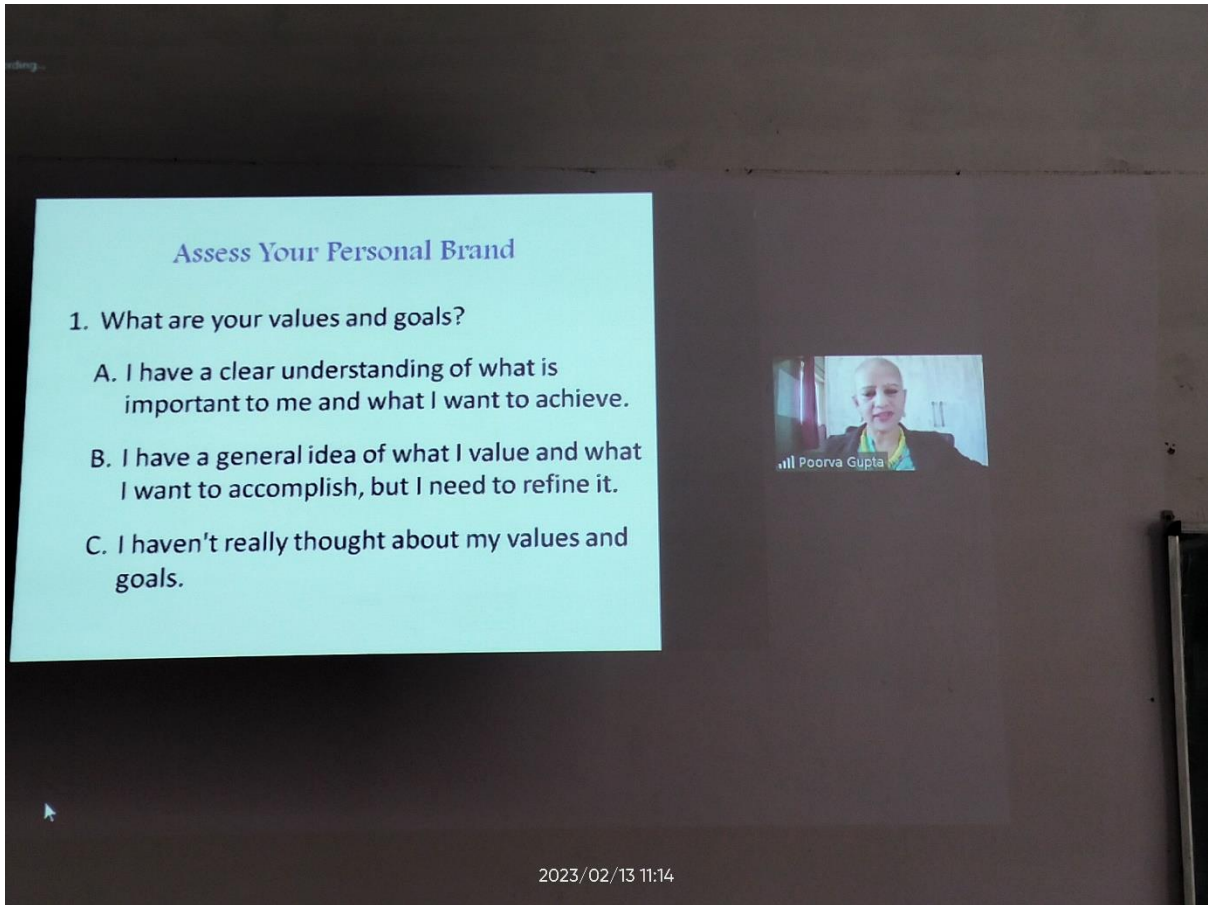 Assess Your Personal Brand
1. What are your values and goals?
A. I have a clear understanding of what is
important to me and what I want to achieve.
B. I have a general idea of what I value and what
I want to accomplish, but I need to refine it.
C. I haven't really thought about my values and
goals.
Poorva Gupta
2023/02/13 11:14